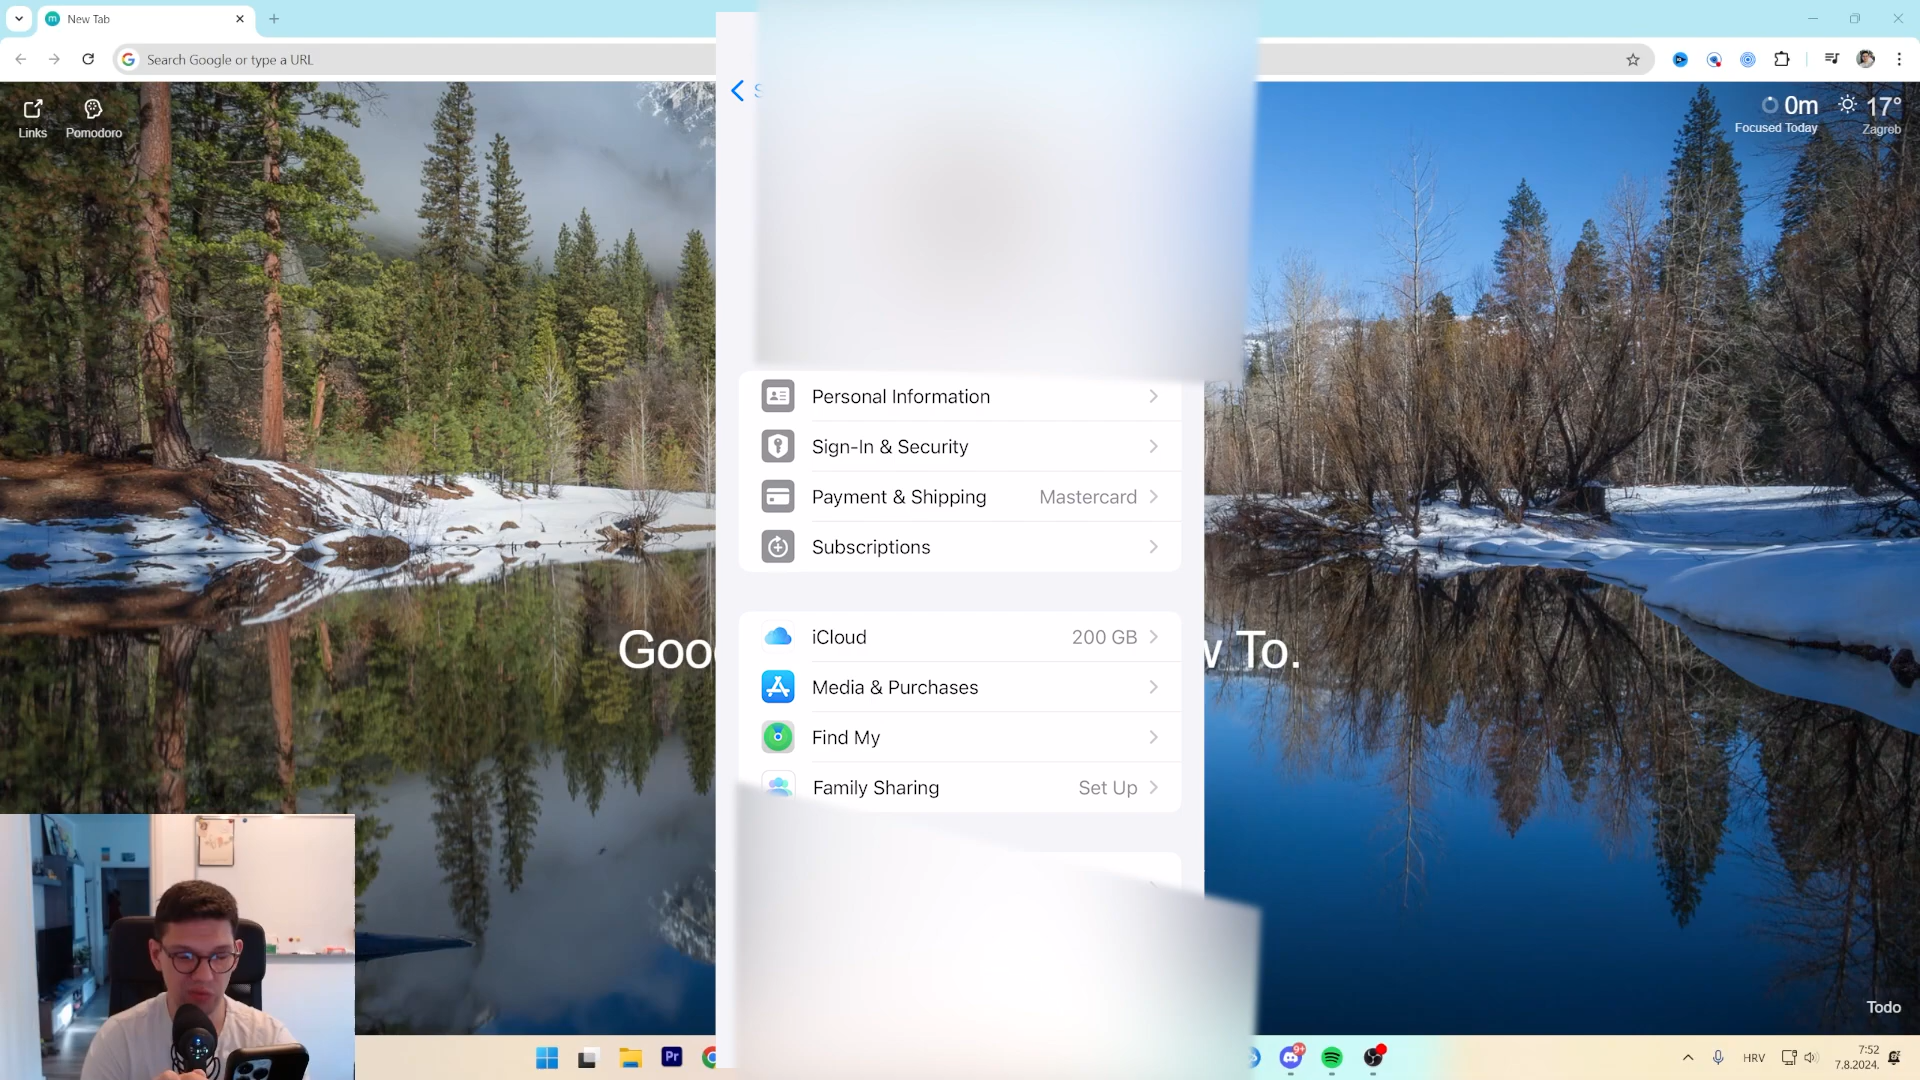 New Tab
Search Google or type a URL
Links
Pomodoro
0m
Focused Today
17°
Zagreb
Personal Information
Sign-In & Security
Payment & Shipping
Mastercard
Subscriptions
Goo
w To.
iCloud
200 GB
Media & Purchases
Find My
Family Sharing
Set Up
Todo
Pr
9+
HRV
7:52
7.8.2024.